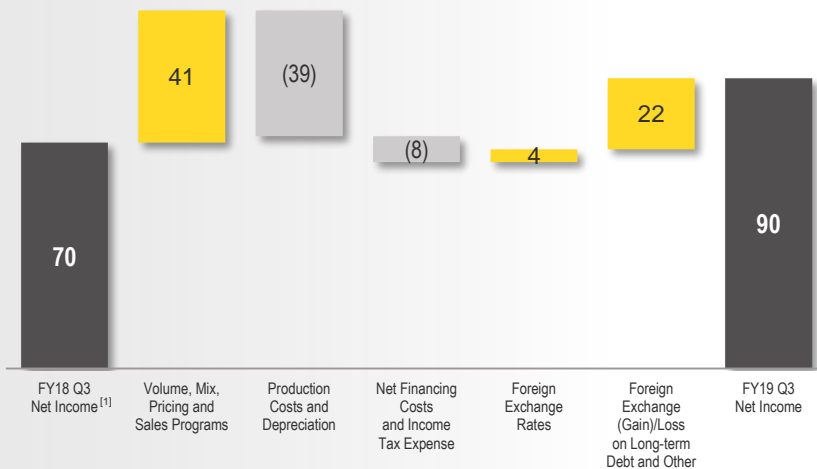 41
(39)
(8)
4
22
70
90
FY18 Q3
Net Income [1]
Volume, Mix,
Pricing and
Sales Programs
Production
Costs and
Depreciation
Net Financing
Costs
and Income
Tax Expense
Foreign
Exchange
Rates
Foreign
Exchange
(Gain)/Loss
on Long-term
Debt and Other
FY19 Q3
Net Income